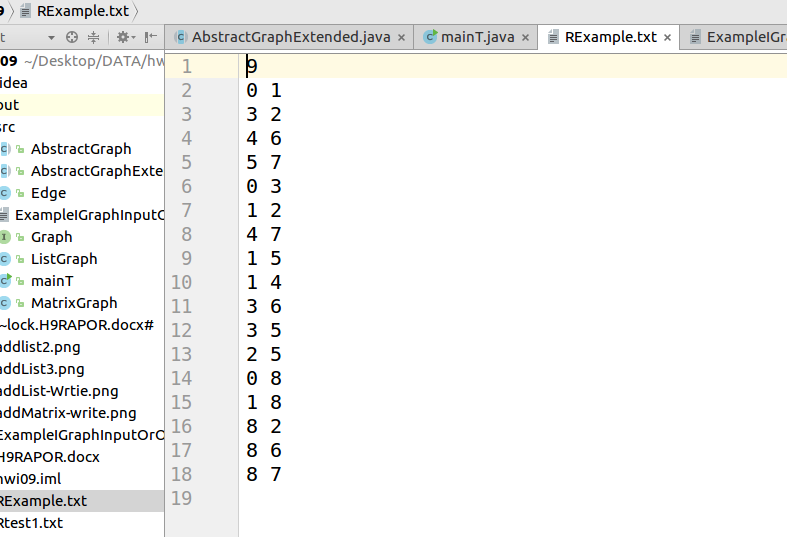 9 RExample.txt
t
AbstractGraphExtended.java × mainT.java × RExample.txt × ExampleIGra
09 ~/Desktop/DATA/hw
idea
out
src
AbstractGraph
AbstractGraphExte
Edge
ExampleIGraphInputO
Graph
ListGraph
mainT
MatrixGraph
~lock.H9RAPOR.docx#
addlist2.png
addList3.png
addList-Wrtie.png
addMatrix-write.png
ExampleIGraphInputOrO
H9RAPOR.docx
hwi09.iml
RExample.txt
Rtest1.txt
1 9
2 0 1
3 3 2
4 4 6
5 5 7
6 0 3
7 1 2
8 4 7
9 1 5
10 1 4
11 3 6
12 3 5
13 2 5
14 0 8
15 1 8
16 8 2
17 8 6
18 8 7
19